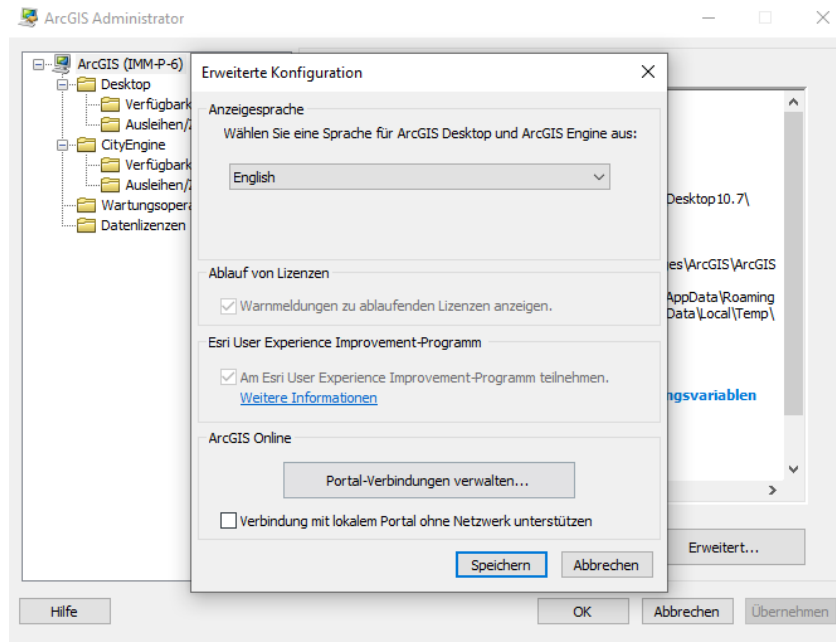 ArcGIS Administrator
ArcGIS (IMM-P-6)
Desktop
CityEngine
Datenlizenzen
Desktop10.7\
es\ArcGIS\ArcGIS
AppData\Roaming
Data\Local\Temp\
ngsvariablen
Erweitert...
Hilfe
OK
Abbrechen
Übernehmen
Erweiterte Konfiguration
Anzeigesprache
Wählen Sie eine Sprache für ArcGIS Desktop und ArcGIS Engine aus:
English
Ablauf von Lizenzen
Warnmeldungen zu ablaufenden Lizenzen anzeigen.
Esri User Experience Improvement-Programm
Am Esri User Experience Improvement-Programm teilnehmen.
Weitere Informationen
ArcGIS Online
Portal-Verbindungen verwalten...
Verbindung mit lokalem Portal ohne Netzwerk unterstützen
Speichern
Abbrechen